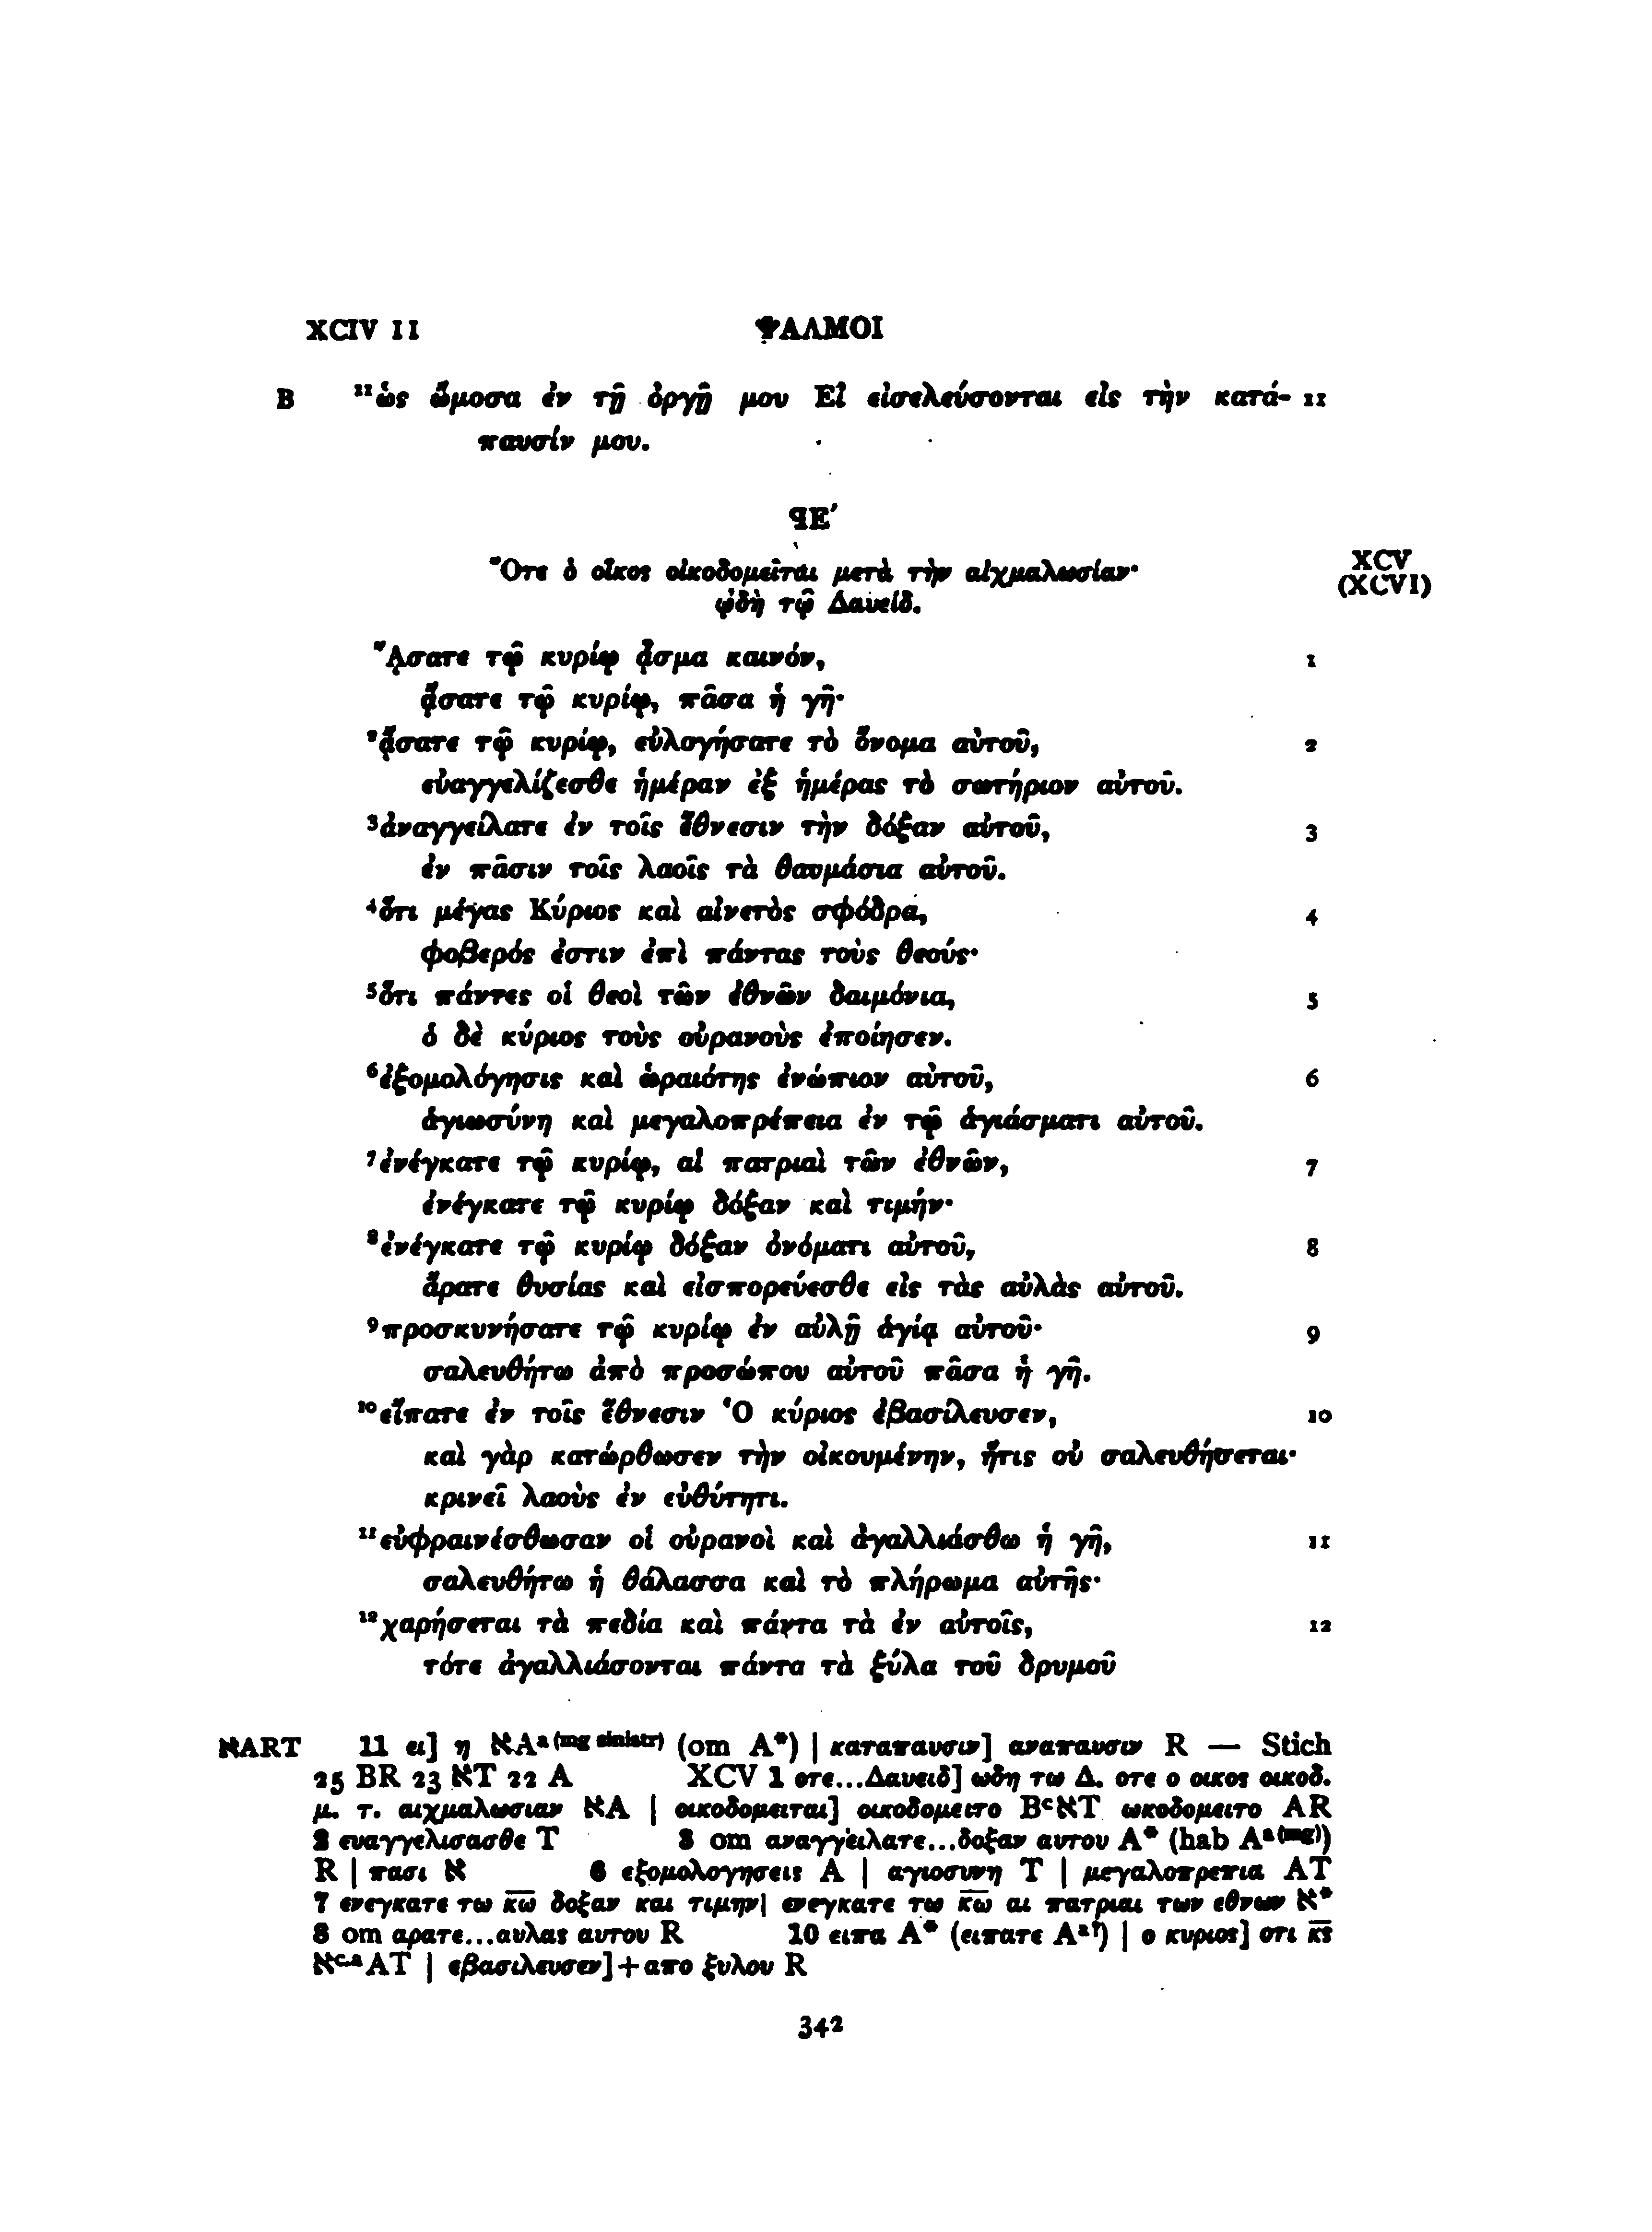 XCIV 11 ΨΑΛΜΟΙ
B ¹¹ὡς ὤμοσα ἐν τῇ ὀργῇ μου Εἰ εἰσελεύσονται εἰς τὴν κατά- 11
παυσίν μου.
ϟΕ′
Ὅτε ὁ οἶκος οἰκοδομεῖται μετὰ τὴν αἰχμαλωσίαν· XCV
ᾠδὴ τῷ Δαυείδ. (XCVI)
ᾌσατε τῷ κυρίῳ ᾆσμα καινόν, 1
ᾄσατε τῷ κυρίῳ, πᾶσα ἡ γῆ·
²ᾄσατε τῷ κυρίῳ, εὐλογήσατε τὸ ὄνομα αὐτοῦ, 2
εὐαγγελίζεσθε ἡμέραν ἐξ ἡμέρας τὸ σωτήριον αὐτοῦ.
³ἀναγγείλατε ἐν τοῖς ἔθνεσιν τὴν δόξαν αὐτοῦ, 3
ἐν πᾶσιν τοῖς λαοῖς τὰ θαυμάσια αὐτοῦ.
⁴ὅτι μέγας Κύριος καὶ αἰνετὸς σφόδρα, 4
φοβερός ἐστιν ἐπὶ πάντας τοὺς θεούς·
⁵ὅτι πάντες οἱ θεοὶ τῶν ἐθνῶν δαιμόνια, 5
ὁ δὲ κύριος τοὺς οὐρανοὺς ἐποίησεν.
⁶ἐξομολόγησις καὶ ὡραιότης ἐνώπιον αὐτοῦ, 6
ἁγιωσύνη καὶ μεγαλοπρέπεια ἐν τῷ ἁγιάσματι αὐτοῦ.
⁷ἐνέγκατε τῷ κυρίῳ, αἱ πατριαὶ τῶν ἐθνῶν, 7
ἐνέγκατε τῷ κυρίῳ δόξαν καὶ τιμήν·
⁸ἐνέγκατε τῷ κυρίῳ δόξαν ὀνόματι αὐτοῦ, 8
ἄρατε θυσίας καὶ εἰσπορεύεσθε εἰς τὰς αὐλὰς αὐτοῦ.
⁹προσκυνήσατε τῷ κυρίῳ ἐν αὐλῇ ἁγίᾳ αὐτοῦ· 9
σαλευθήτω ἀπὸ προσώπου αὐτοῦ πᾶσα ἡ γῆ.
¹⁰εἴπατε ἐν τοῖς ἔθνεσιν Ὁ κύριος ἐβασίλευσεν, 10
καὶ γὰρ κατώρθωσεν τὴν οἰκουμένην, ἥτις οὐ σαλευθήσεται·
κρινεῖ λαοὺς ἐν εὐθύτητι.
¹¹εὐφραινέσθωσαν οἱ οὐρανοὶ καὶ ἀγαλλιάσθω ἡ γῆ, 11
σαλευθήτω ἡ θάλασσα καὶ τὸ πλήρωμα αὐτῆς·
¹²χαρήσεται τὰ πεδία καὶ πάντα τὰ ἐν αὐτοῖς, 12
τότε ἀγαλλιάσονται πάντα τὰ ξύλα τοῦ δρυμοῦ
אART 11 ει] η אAᵃ⁽ᵐᵍ ˢⁱⁿⁱˢᵗʳ⁾ (om A*) | καταπαυσιν] αναπαυσιν R — Stich
25 BR 23 אT 22 A XCV 1 οτε...Δαυειδ] ωδη τω Δ. οτε ο οικος οικοδ.
μ. τ. αιχμαλωσιαν אA | οικοδομειται] οικοδομειτο BᶜאT ωκοδομειτο AR
2 ευαγγελισασθε T 3 om αναγγειλατε...δοξαν αυτου A* (hab Aᵃ⁽ᵐᵍ⁾)
R | πασι א 6 εξομολογησεις A | αγιοσυνη T | μεγαλοπρεπια AT
7 ενεγκατε τω κ̅ω̅ δοξαν και τιμην| ενεγκατε τω κ̅ω̅ αι πατριαι των εθνων א*
8 om αρατε...αυλας αυτου R 10 ειπα A* (ειπατε Aᵃ?) | ο κυριος] οτι κ̅ς̅
אᶜ·ᵃAT | εβασιλευσεν]+απο ξυλου R
342